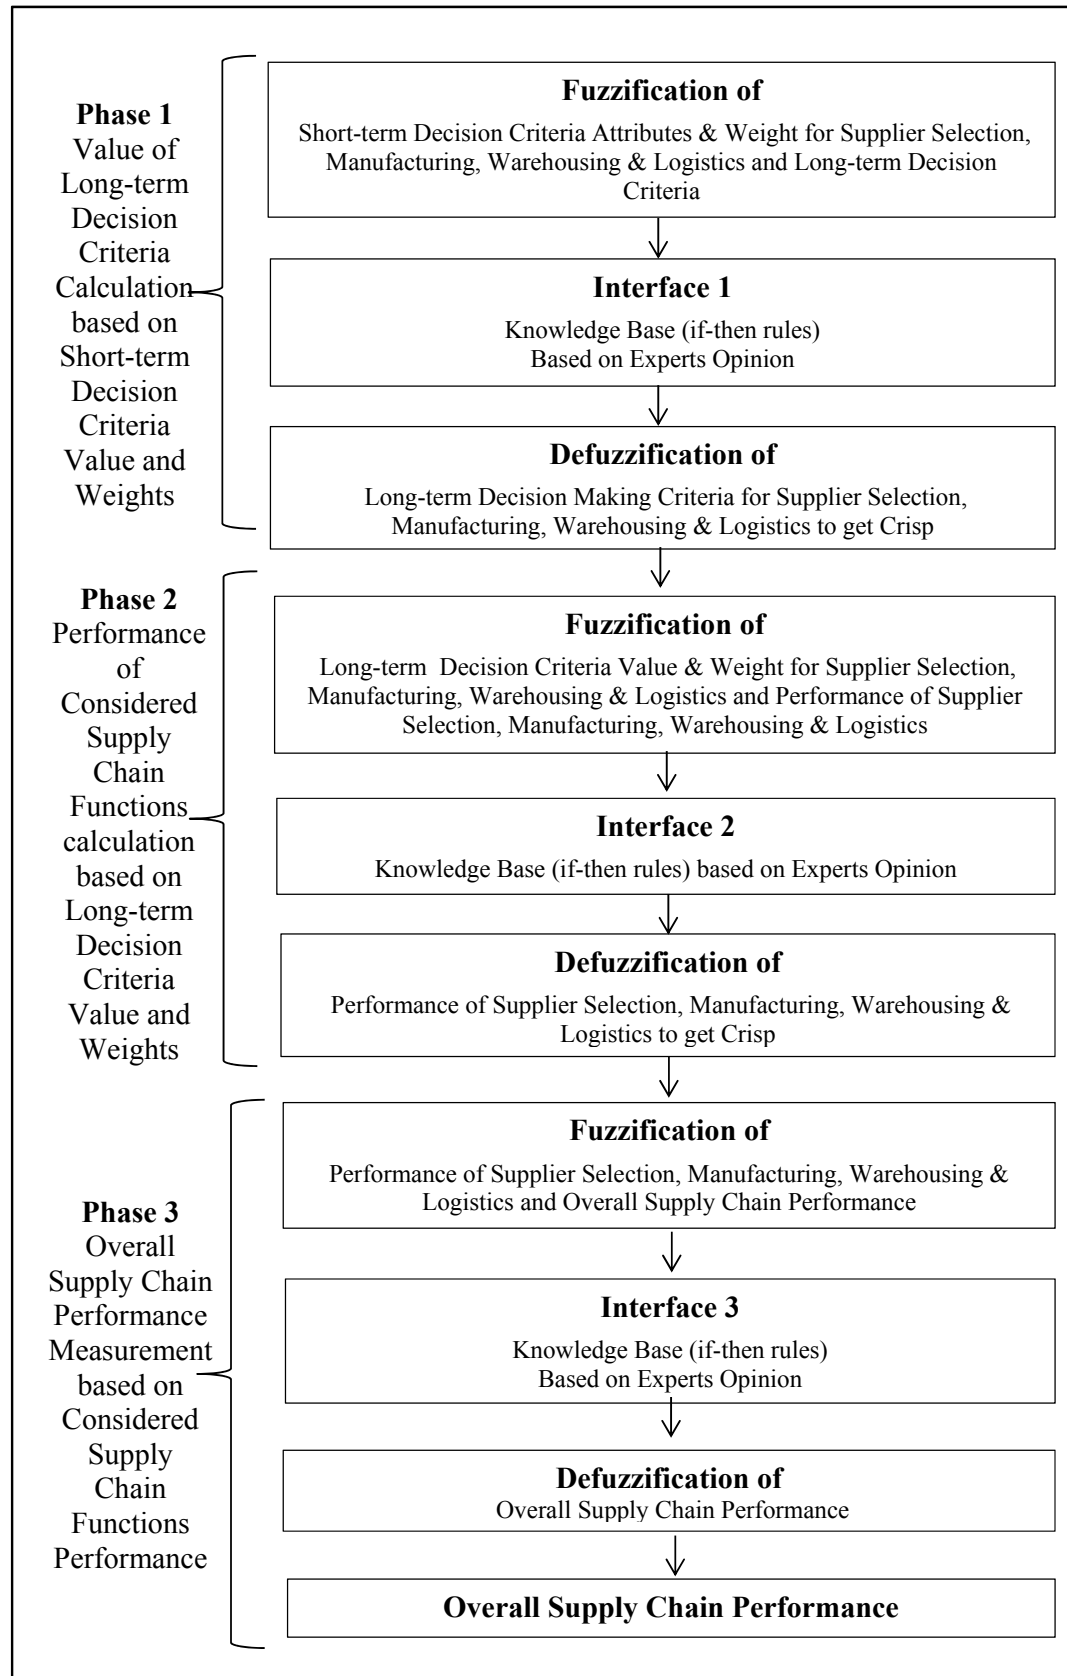 Phase 1
Value of
Long-term
Decision
Criteria
Calculation
based on
Short-term
Decision
Criteria
Value and
Weights
Fuzzification of
Short-term Decision Criteria Attributes & Weight for Supplier Selection,
Manufacturing, Warehousing & Logistics and Long-term Decision
Criteria
Interface 1
Knowledge Base (if-then rules)
Based on Experts Opinion
Defuzzification of
Long-term Decision Making Criteria for Supplier Selection,
Manufacturing, Warehousing & Logistics to get Crisp
Phase 2
Performance
of
Considered
Supply
Chain
Functions
calculation
based on
Long-term
Decision
Criteria
Value and
Weights
Fuzzification of
Long-term Decision Criteria Value & Weight for Supplier Selection,
Manufacturing, Warehousing & Logistics and Performance of Supplier
Selection, Manufacturing, Warehousing & Logistics
Interface 2
Knowledge Base (if-then rules) based on Experts Opinion
Defuzzification of
Performance of Supplier Selection, Manufacturing, Warehousing &
Logistics to get Crisp
Phase 3
Overall
Supply Chain
Performance
Measurement
based on
Considered
Supply
Chain
Functions
Performance
Fuzzification of
Performance of Supplier Selection, Manufacturing, Warehousing &
Logistics and Overall Supply Chain Performance
Interface 3
Knowledge Base (if-then rules)
Based on Experts Opinion
Defuzzification of
Overall Supply Chain Performance
Overall Supply Chain Performance